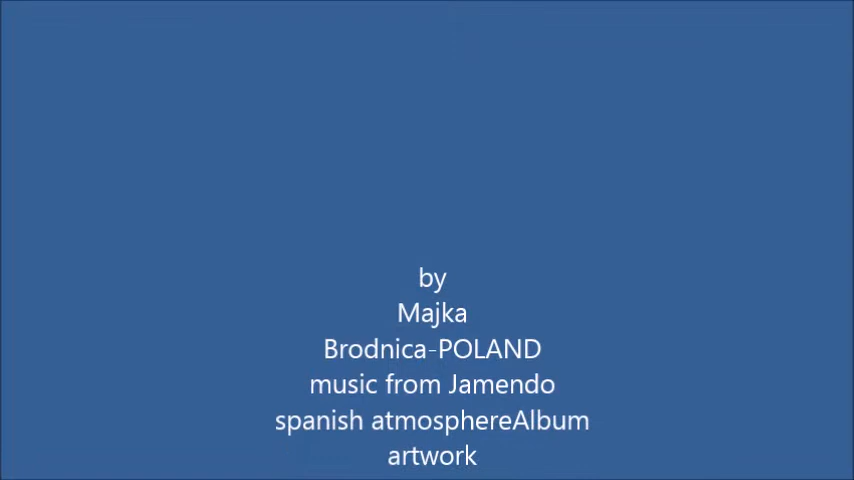 by
Majka
Brodnica-POLAND
music from Jamendo
spanish atmosphereAlbum
artwork